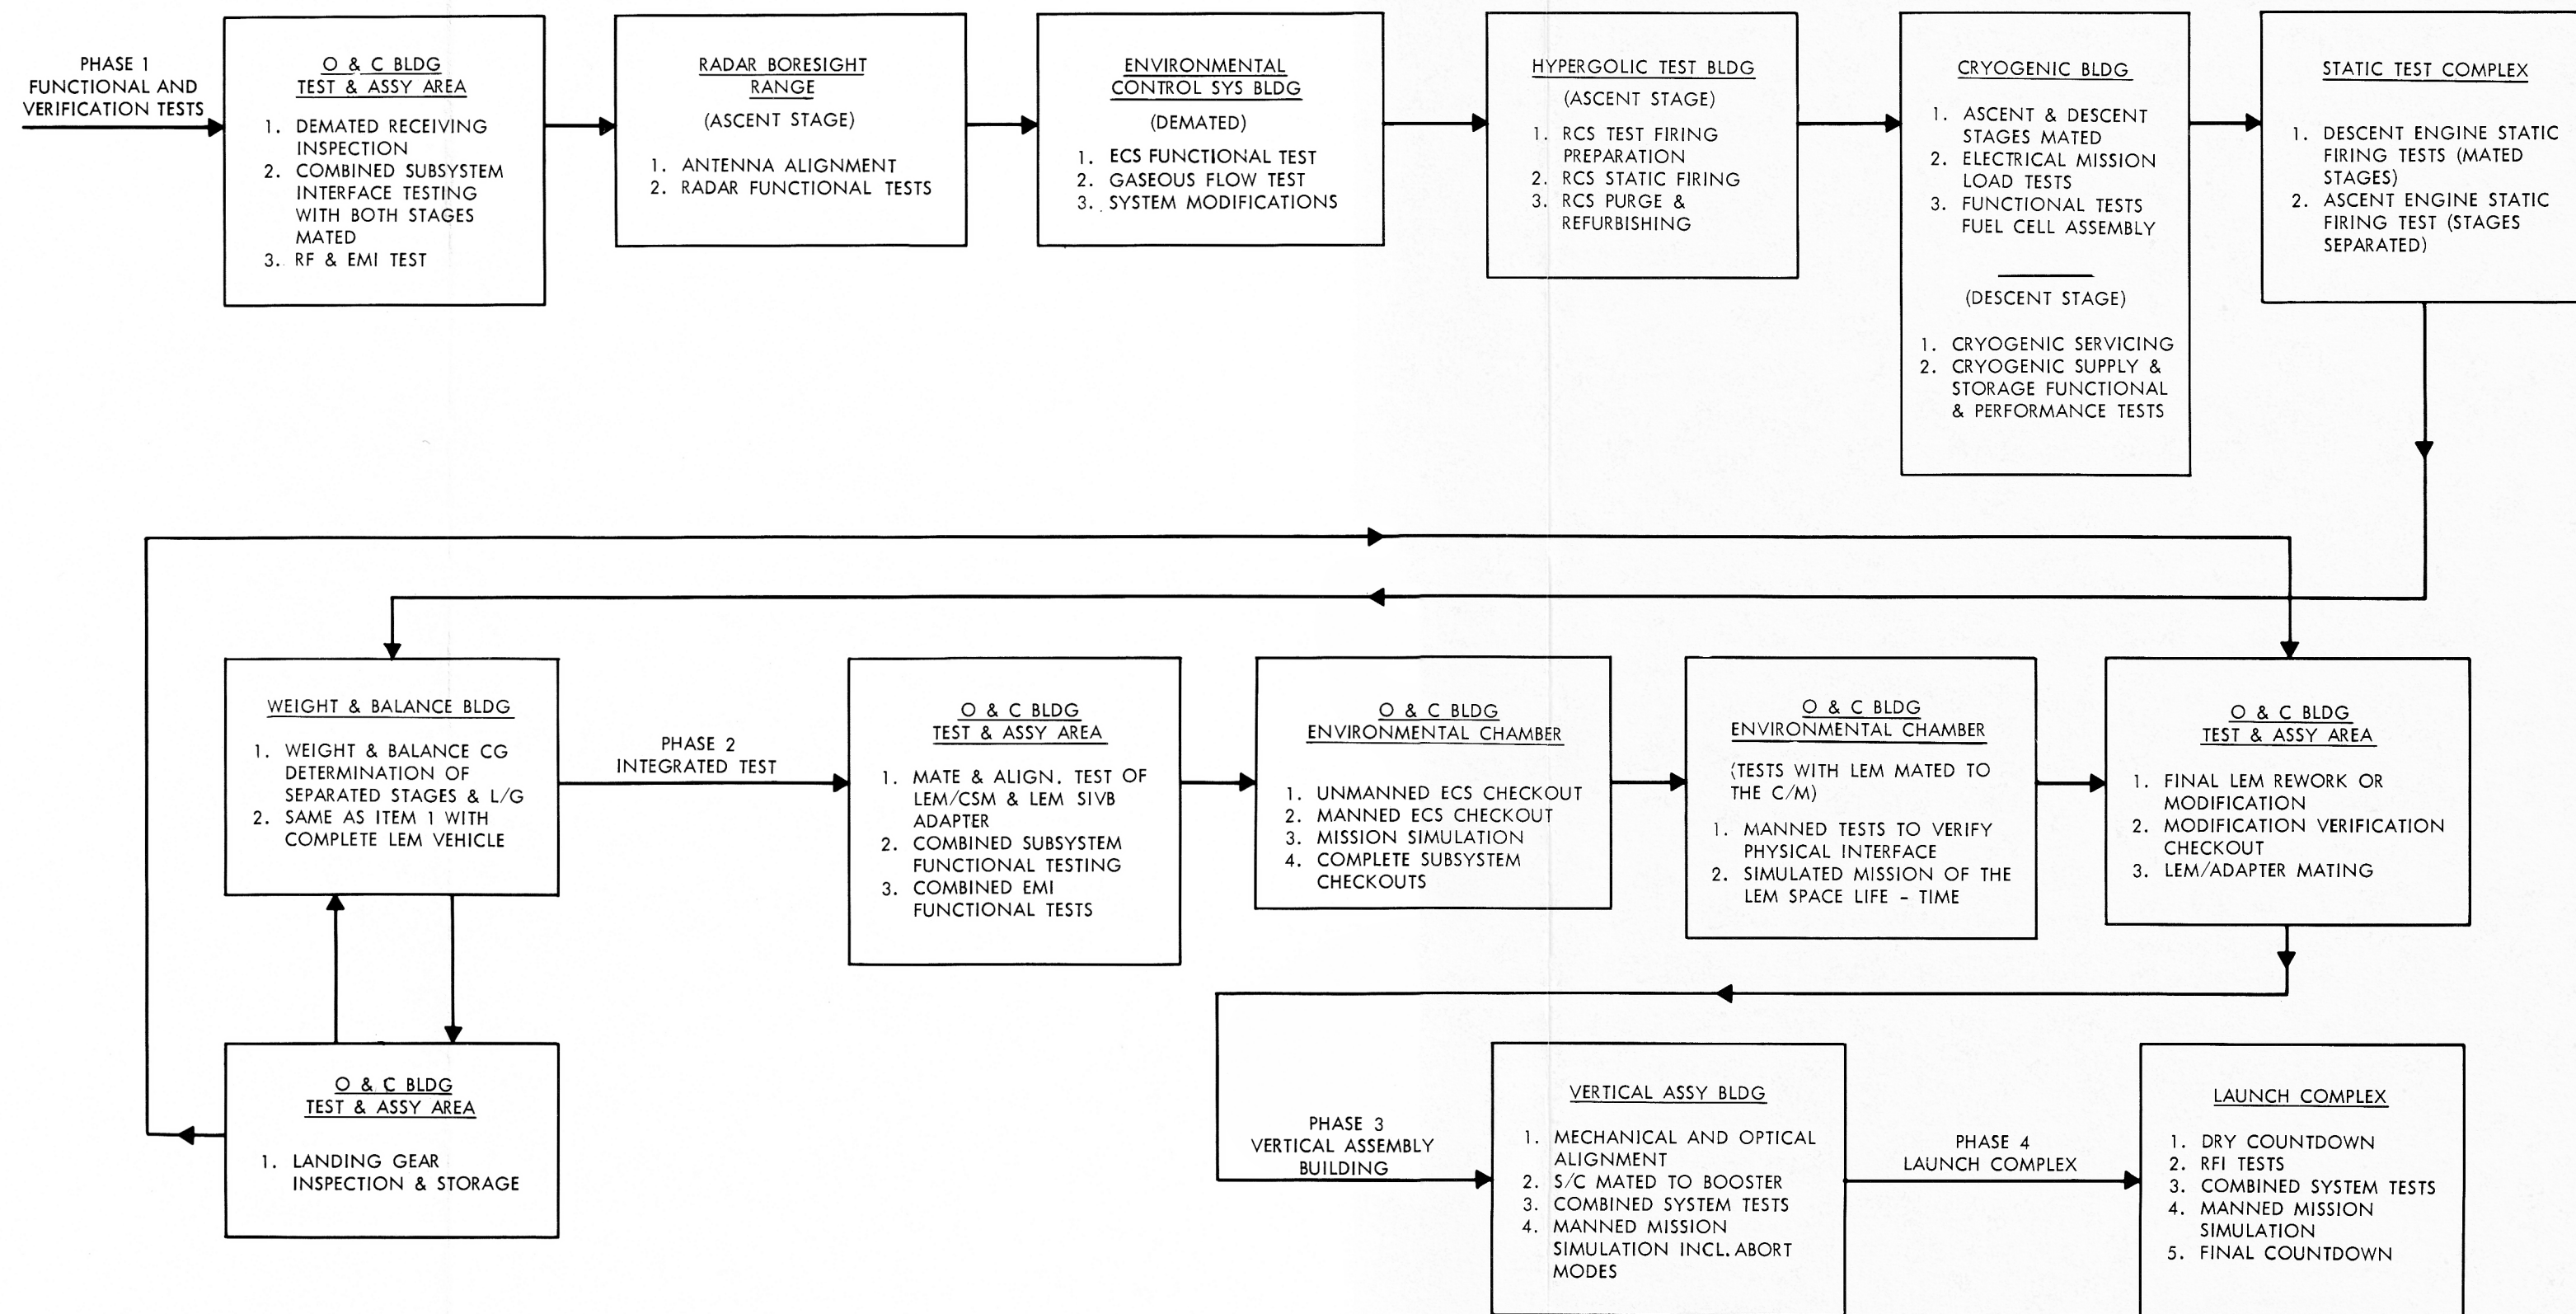 PHASE 1
FUNCTIONAL AND
VERIFICATION TESTS
O & C BLDG
TEST & ASSY AREA
1. DEMATED RECEIVING
INSPECTION
2. COMBINED SUBSYSTEM
INTERFACE TESTING
WITH BOTH STAGES
MATED
3. RF & EMI TEST
RADAR BORESIGHT
RANGE
(ASCENT STAGE)
1. ANTENNA ALIGNMENT
2. RADAR FUNCTIONAL TESTS
ENVIRONMENTAL
CONTROL SYS BLDG
(DEMATED)
1. ECS FUNCTIONAL TEST
2. GASEOUS FLOW TEST
3. SYSTEM MODIFICATIONS
HYPERGOLIC TEST BLDG
(ASCENT STAGE)
1. RCS TEST FIRING
PREPARATION
2. RCS STATIC FIRING
3. RCS PURGE &
REFURBISHING
CRYOGENIC BLDG
1. ASCENT & DESCENT
STAGES MATED
2. ELECTRICAL MISSION
LOAD TESTS
3. FUNCTIONAL TESTS
FUEL CELL ASSEMBLY
(DESCENT STAGE)
1. CRYOGENIC SERVICING
2. CRYOGENIC SUPPLY &
STORAGE FUNCTIONAL
& PERFORMANCE TESTS
STATIC TEST COMPLEX
1. DESCENT ENGINE STATIC
FIRING TESTS (MATED
STAGES)
2. ASCENT ENGINE STATIC
FIRING TEST (STAGES
SEPARATED)
WEIGHT & BALANCE BLDG
1. WEIGHT & BALANCE CG
DETERMINATION OF
SEPARATED STAGES & L/G
2. SAME AS ITEM 1 WITH
COMPLETE LEM VEHICLE
PHASE 2
INTEGRATED TEST
O & C BLDG
TEST & ASSY AREA
1. MATE & ALIGN. TEST OF
LEM/CSM & LEM SIVB
ADAPTER
2. COMBINED SUBSYSTEM
FUNCTIONAL TESTING
3. COMBINED EMI
FUNCTIONAL TESTS
O & C BLDG
ENVIRONMENTAL CHAMBER
1. UNMANNED ECS CHECKOUT
2. MANNED ECS CHECKOUT
3. MISSION SIMULATION
4. COMPLETE SUBSYSTEM
CHECKOUTS
O & C BLDG
ENVIRONMENTAL CHAMBER
(TESTS WITH LEM MATED TO
THE C/M)
1. MANNED TESTS TO VERIFY
PHYSICAL INTERFACE
2. SIMULATED MISSION OF THE
LEM SPACE LIFE - TIME
O & C BLDG
TEST & ASSY AREA
1. FINAL LEM REWORK OR
MODIFICATION
2. MODIFICATION VERIFICATION
CHECKOUT
3. LEM/ADAPTER MATING
O & C BLDG
TEST & ASSY AREA
1. LANDING GEAR
INSPECTION & STORAGE
PHASE 3
VERTICAL ASSEMBLY
BUILDING
VERTICAL ASSY BLDG
1. MECHANICAL AND OPTICAL
ALIGNMENT
2. S/C MATED TO BOOSTER
3. COMBINED SYSTEM TESTS
4. MANNED MISSION
SIMULATION INCL. ABORT
MODES
PHASE 4
LAUNCH COMPLEX
LAUNCH COMPLEX
1. DRY COUNTDOWN
2. RFI TESTS
3. COMBINED SYSTEM TESTS
4. MANNED MISSION
SIMULATION
5. FINAL COUNTDOWN